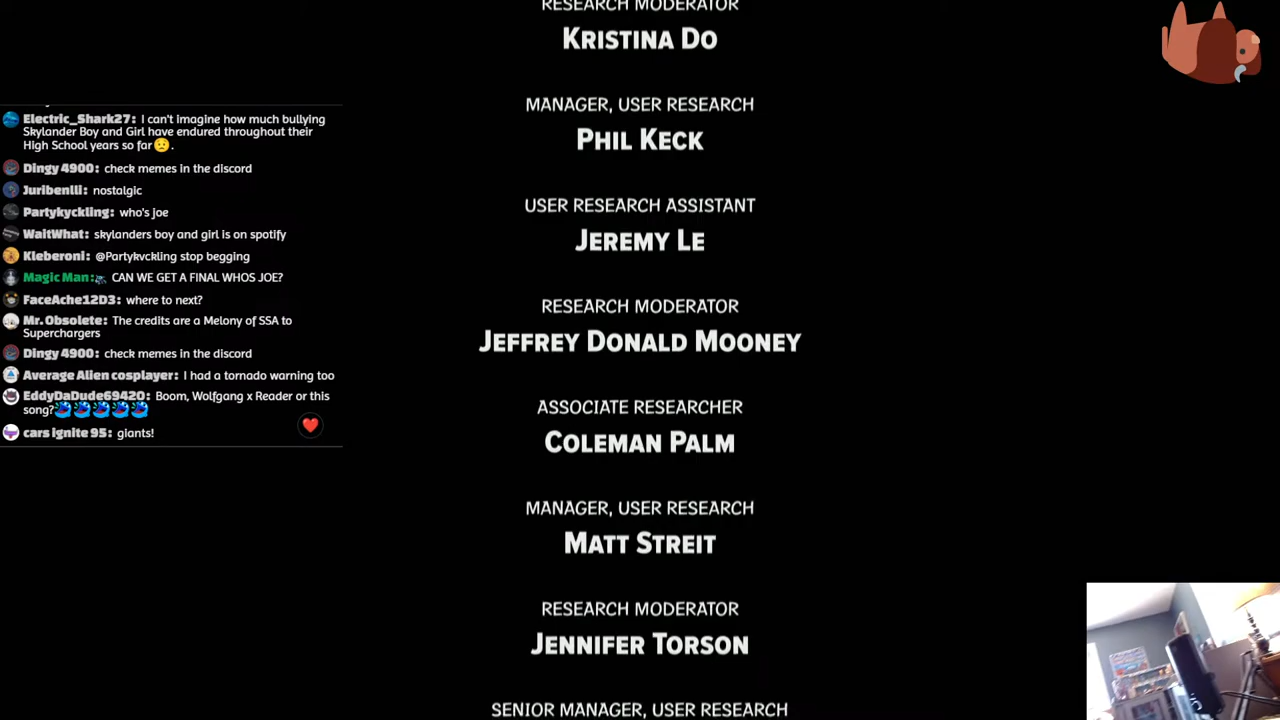 RESEARCH MODERATOR
KRISTINA DO
MANAGER, USER RESEARCH
PHIL KECK
USER RESEARCH ASSISTANT
JEREMY LE
RESEARCH MODERATOR
JEFFREY DONALD MOONEY
ASSOCIATE RESEARCHER
COLEMAN PALM
MANAGER, USER RESEARCH
MATT STREIT
RESEARCH MODERATOR
JENNIFER TORSON
SENIOR MANAGER, USER RESEARCH
Electric_Shark27: I can't imagine how much bullying
Skylander Boy and Girl have endured throughout their
High School years so far😟.
Dingy 4900: check memes in the discord
Juribenlli: nostalgic
Partykyckling: who's joe
WaitWhat: skylanders boy and girl is on spotify
Kleberoni: @Partykvckling stop begging
Magic Man: CAN WE GET A FINAL WHOS JOE?
FaceAche12D3: where to next?
Mr. Obsolete: The credits are a Melony of SSA to
Superchargers
Dingy 4900: check memes in the discord
Average Alien cosplayer: I had a tornado warning too
EddyDaDude69420: Boom, Wolfgang x Reader or this
song?
cars ignite 95: giants!